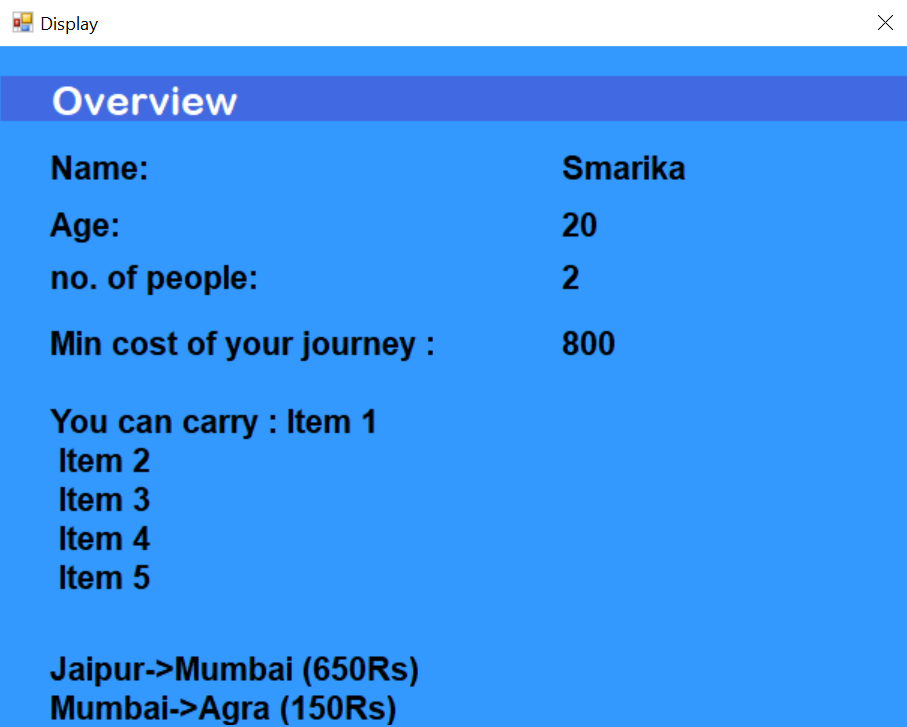 Display
Overview
Name: Smarika
Age: 20
no. of people: 2
Min cost of your journey : 800
You can carry : Item 1
Item 2
Item 3
Item 4
Item 5
Jaipur->Mumbai (650Rs)
Mumbai->Agra (150Rs)